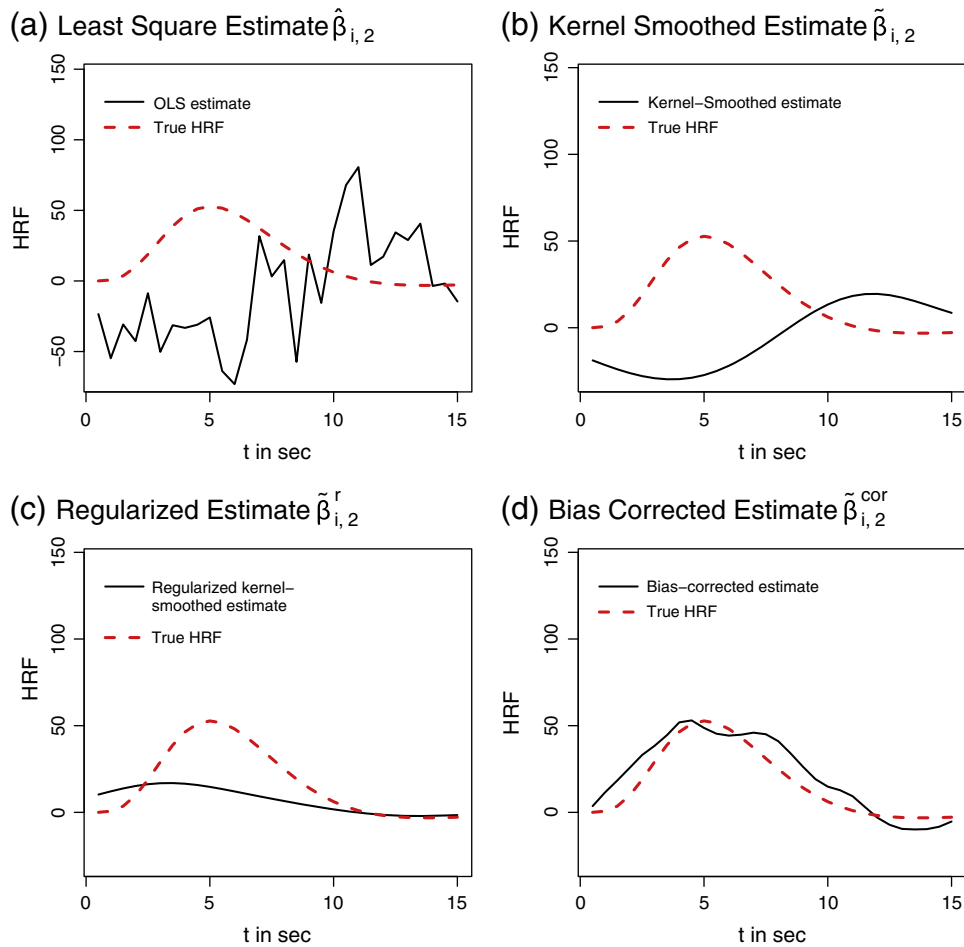 (a) Least Square Estimate β̂i, 2
OLS estimate
True HRF
HRF
−50
0
50
100
150
0 5 10 15
t in sec
(b) Kernel Smoothed Estimate β̃i, 2
Kernel−Smoothed estimate
True HRF
HRF
0
50
100
150
0 5 10 15
t in sec
(c) Regularized Estimate β̃ri, 2
Regularized kernel-
smoothed estimate
True HRF
HRF
0
50
100
150
0 5 10 15
t in sec
(d) Bias Corrected Estimate β̃cori, 2
Bias−corrected estimate
True HRF
HRF
0
50
100
150
0 5 10 15
t in sec